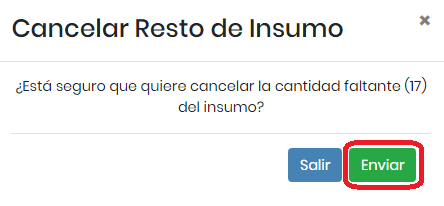 Cancelar Resto de Insumo ×
¿Está seguro que quiere cancelar la cantidad faltante (17)
del insumo?
Salir Enviar